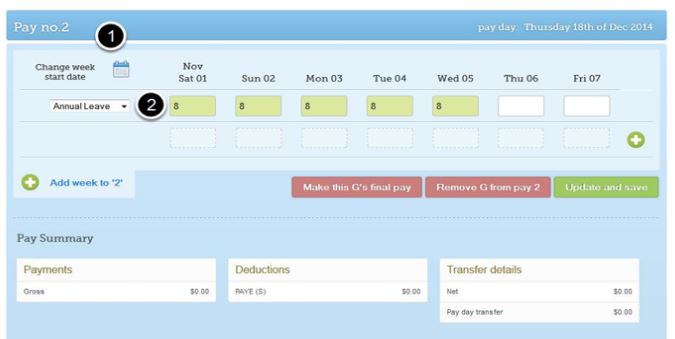 Pay no.2
pay day: Thursday 18th of Dec 2014
1
Change week
start date
Nov
Sat 01 Sun 02 Mon 03 Tue 04 Wed 05 Thu 06 Fri 07
Annual Leave 2 8 8 8 8 8
Add week to '2'
Make this G's final pay Remove G from pay 2 Update and save
Pay Summary
Payments Deductions Transfer details
Gross $0.00 PAYE (S) $0.00 Net $0.00
Pay day transfer $0.00